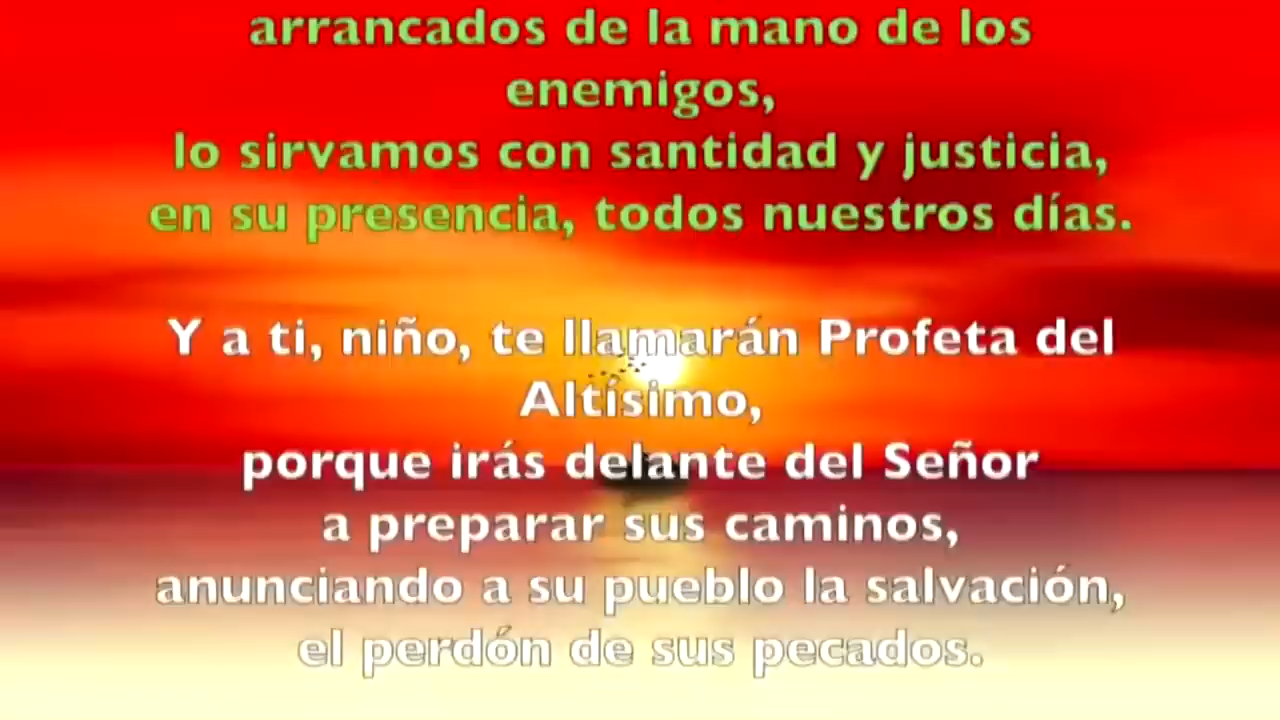 arrancados de la mano de los
enemigos,
lo sirvamos con santidad y justicia,
en su presencia, todos nuestros días.
Y a ti, niño, te llamarán Profeta del
Altísimo,
porque irás delante del Señor
a preparar sus caminos,
anunciando a su pueblo la salvación,
el perdón de sus pecados.